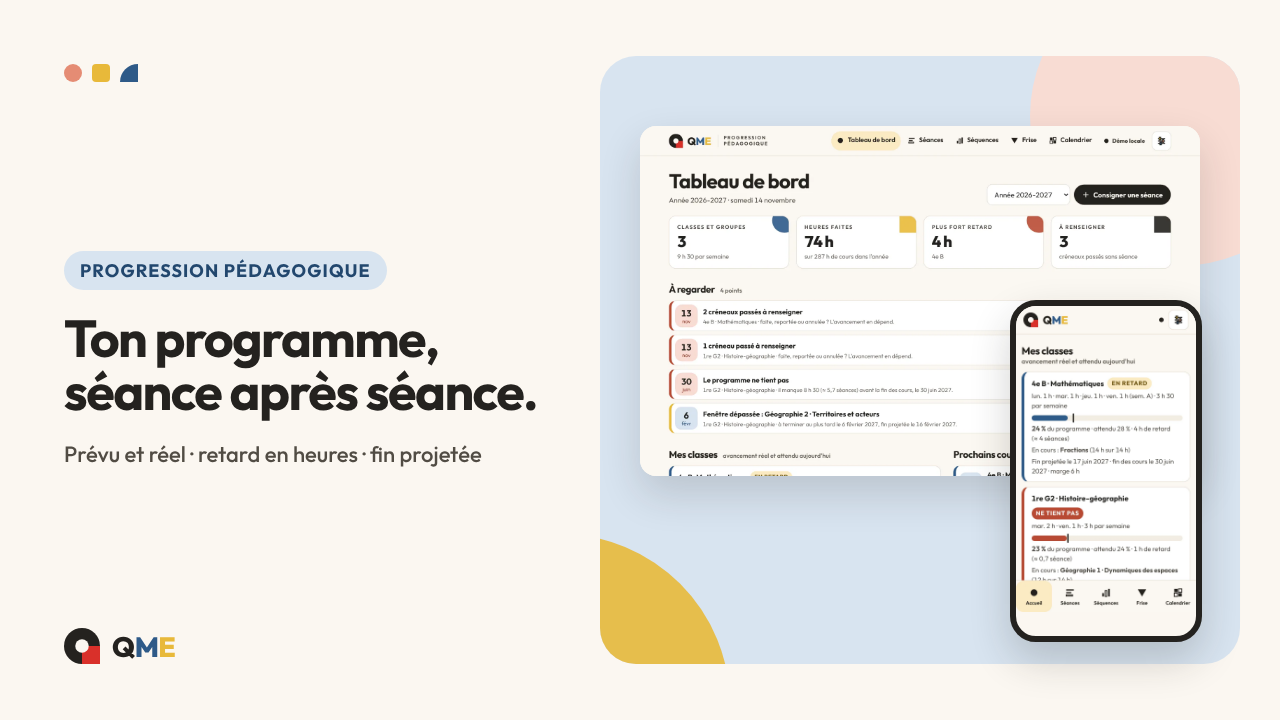 PROGRESSION PÉDAGOGIQUE
Ton programme,
séance après séance.
Prévu et réel · retard en heures · fin projetée
QME
QME
PROGRESSION
PÉDAGOGIQUE
Tableau de bord
Séances
Séquences
Frise
Calendrier
Démo locale
Tableau de bord
Année 2026-2027 · samedi 14 novembre
Année 2026-2027
+ Consigner une séance
CLASSES ET GROUPES
3
9 h 30 par semaine
HEURES FAITES
74 h
sur 287 h de cours dans l'année
PLUS FORT RETARD
4 h
4e B
À RENSEIGNER
3
créneaux passés sans séance
À regarder 4 points
13 nov
2 créneaux passés à renseigner
4e B · Mathématiques · faite, reportée ou annulée ? L'avancement en dépend.
13 nov
1 créneau passé à renseigner
1re G2 · Histoire-géographie · faite, reportée ou annulée ? L'avancement en dépend.
30 juin
Le programme ne tient pas
1re G2 · Histoire-géographie · il manque 8 h 30 (≈ 5,7 séances) avant la fin des cours, le 30 juin 2027.
6 févr
Fenêtre dépassée : Géographie 2 · Territoires et acteurs
1re G2 · Histoire-géographie · à terminer au plus tard le 6 février 2027, fin projetée le 16 février 2027.
Mes classes avancement réel et attendu aujourd'hui
Prochains cou
QME
Mes classes
avancement réel et attendu aujourd'hui
4e B · Mathématiques EN RETARD
lun. 1 h · mar. 1 h · jeu. 1 h · ven. 1 h (sem. A) · 3 h 30
par semaine
24 % du programme · attendu 28 % · 4 h de retard
(≈ 4 séances)
En cours : Fractions (14 h sur 14 h)
Fin projetée le 17 juin 2027 · fin des cours le 30 juin
2027 · marge 6 h
1re G2 · Histoire-géographie
NE TIENT PAS
mar. 2 h · ven. 1 h · 3 h par semaine
23 % du programme · attendu 24 % · 1 h de retard
(≈ 0,7 séance)
En cours : Géographie 1 · Dynamiques des espaces
Accueil
Séances
Séquences
Frise
Calendrier